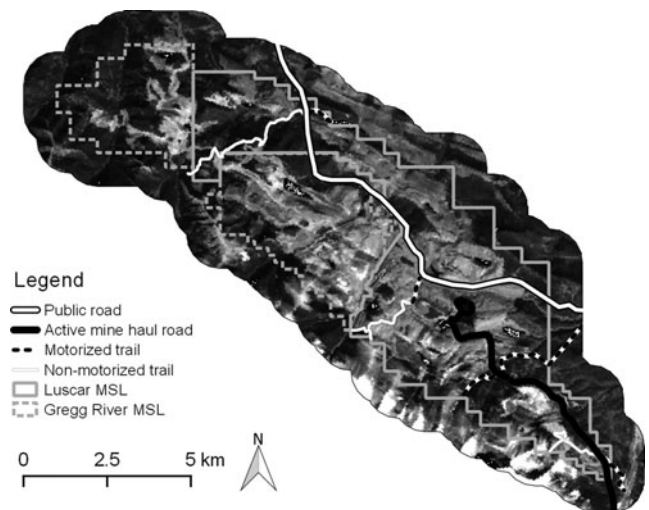 Legend
Public road
Active mine haul road
Motorized trail
Non-motorized trail
Luscar MSL
Gregg River MSL
N
0 2.5 5 km